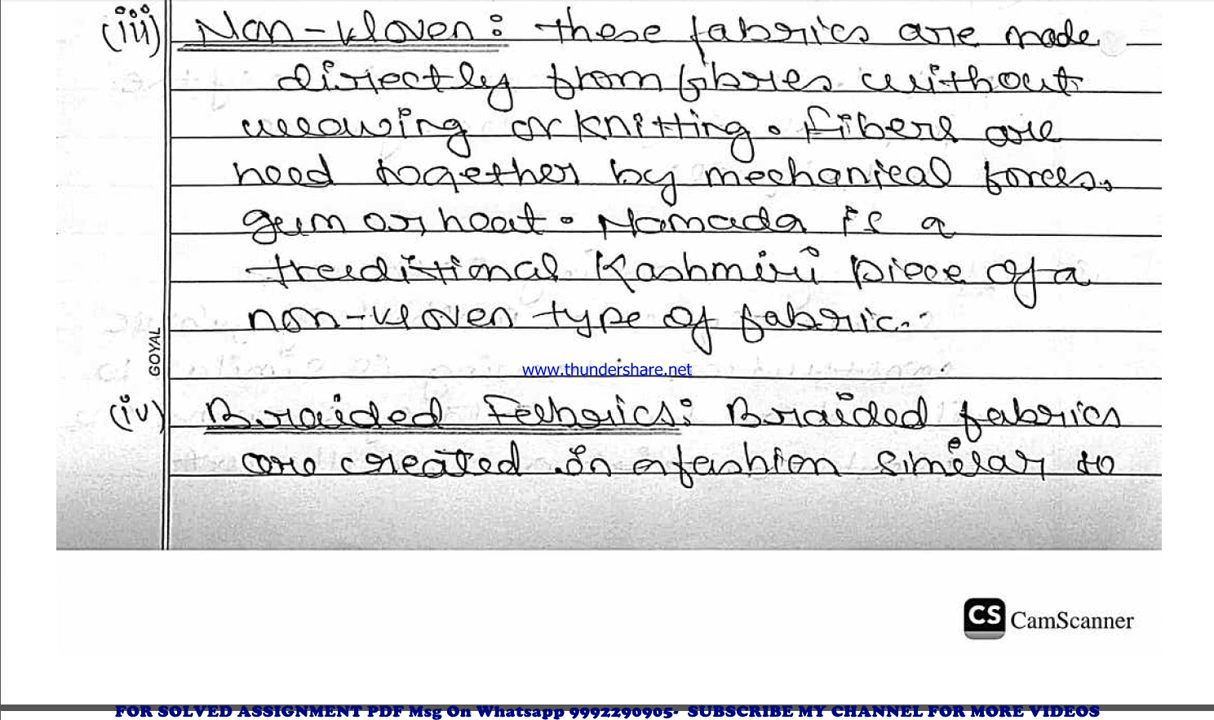 (iii) Non-Woven: these fabrics are made
directly from fibres without
weaving or knitting. Fibers are
heed together by mechanical forces,
gum or heat. Namada is a
traditional Kashmiri piece of a
non-woven type of fabric.
GOYAL
www.thundershare.net
(iv) Braided Fabrics: Braided fabrics
are created in a fashion similar to
CS CamScanner
FOR SOLVED ASSIGNMENT PDF Msg On Whatsapp 9992290905- SUBSCRIBE MY CHANNEL FOR MORE VIDEOS